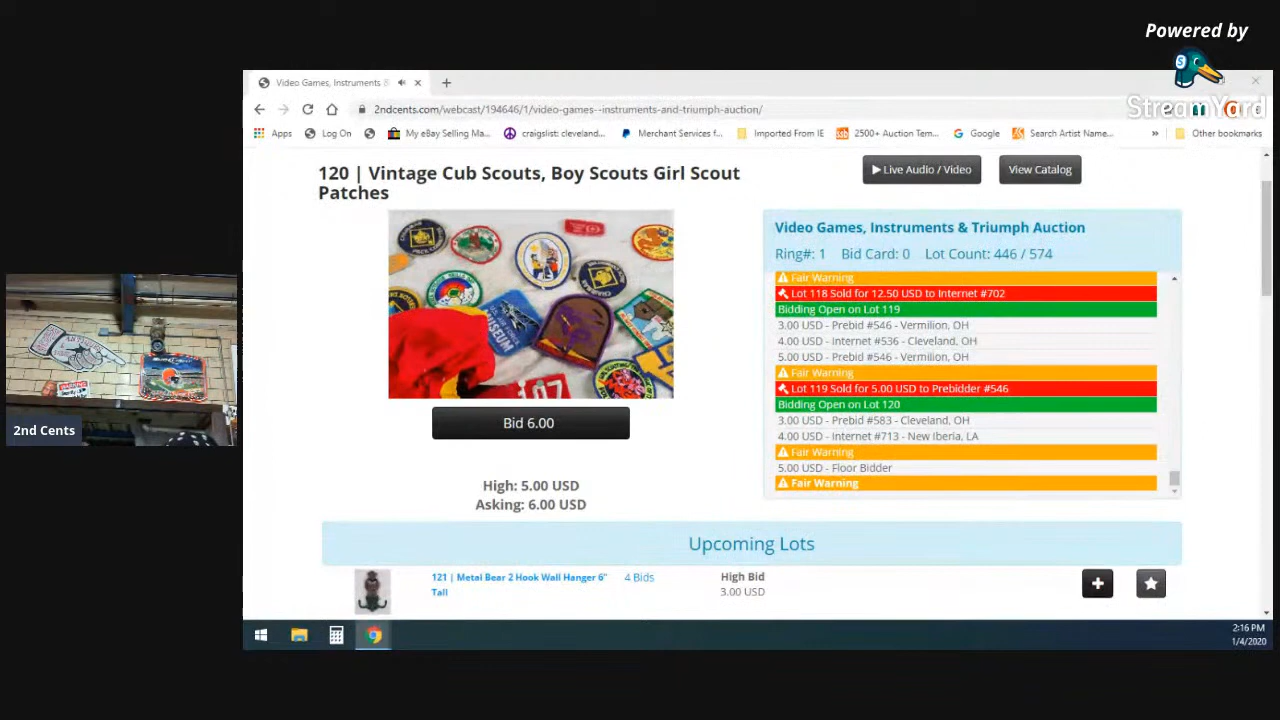 Powered by
StreamYard
Video Games, Instruments &
2ndcents.com/webcast/194646/1/video-games--instruments-and-triumph-auction/
Apps
Log On
My eBay Selling Ma...
craigslist: cleveland...
Merchant Services f...
Imported From IE
2500+ Auction Tem...
Google
Search Artist Name...
»
Other bookmarks
120 | Vintage Cub Scouts, Boy Scouts Girl Scout
Patches
Live Audio / Video
View Catalog
Bid 6.00
High: 5.00 USD
Asking: 6.00 USD
Video Games, Instruments & Triumph Auction
Ring#: 1 Bid Card: 0 Lot Count: 446 / 574
Fair Warning
Lot 118 Sold for 12.50 USD to Internet #702
Bidding Open on Lot 119
3.00 USD - Prebid #546 - Vermilion, OH
4.00 USD - Internet #536 - Cleveland, OH
5.00 USD - Prebid #546 - Vermilion, OH
Fair Warning
Lot 119 Sold for 5.00 USD to Prebidder #546
Bidding Open on Lot 120
3.00 USD - Prebid #583 - Cleveland, OH
4.00 USD - Internet #713 - New Iberia, LA
Fair Warning
5.00 USD - Floor Bidder
Fair Warning
Upcoming Lots
121 | Metal Bear 2 Hook Wall Hanger 6"
Tall
4 Bids
High Bid
3.00 USD
2:16 PM
1/4/2020
2nd Cents
WARNING
MUSEUM
107